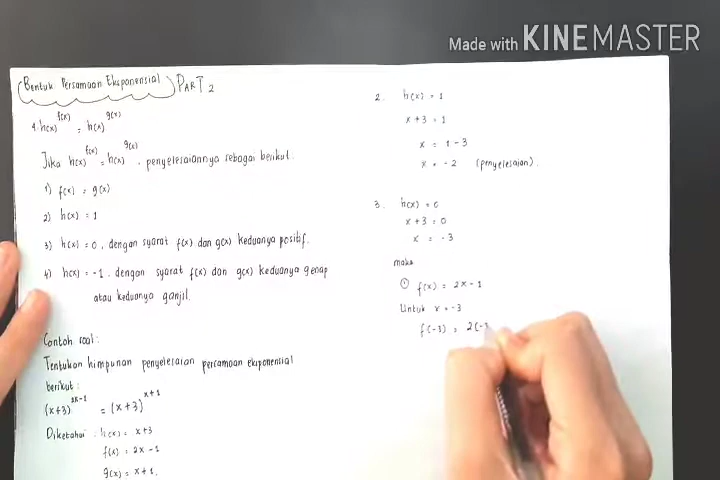 Made with KINEMASTER
Bentuk Persamaan Eksponensial PART 2
4. h(x)^f(x) = h(x)^g(x)
Jika h(x)^f(x) = h(x)^g(x), penyelesaiannya sebagai berikut.
1) f(x) = g(x)
2) h(x) = 1
3) h(x) = 0, dengan syarat f(x) dan g(x) keduanya positif.
4) h(x) = -1, dengan syarat f(x) dan g(x) keduanya genap
atau keduanya ganjil.
Contoh soal:
Tentukan himpunan penyelesaian persamaan eksponensial
berikut:
(x+3)^2x-1 = (x+3)^x+1
Diketahui: h(x) = x+3
f(x) = 2x-1
g(x) = x+1.
2. h(x) = 1
x+3 = 1
x = 1-3
x = -2 (penyelesaian).
3. h(x) = 0
x+3 = 0
x = -3
maka
① f(x) = 2x-1
Untuk x = -3
f(-3) = 2(-3